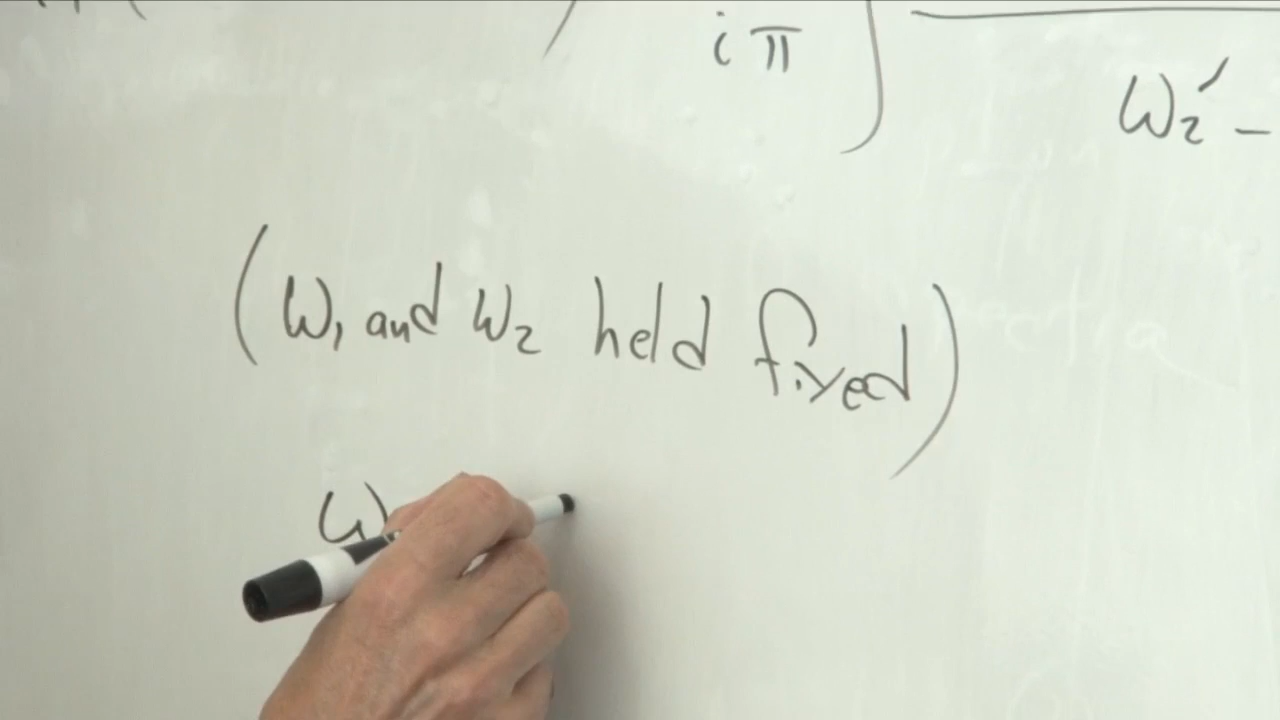 iπ ∫
ω₂′ −
(ω₁ and ω₂ held fixed)
ω